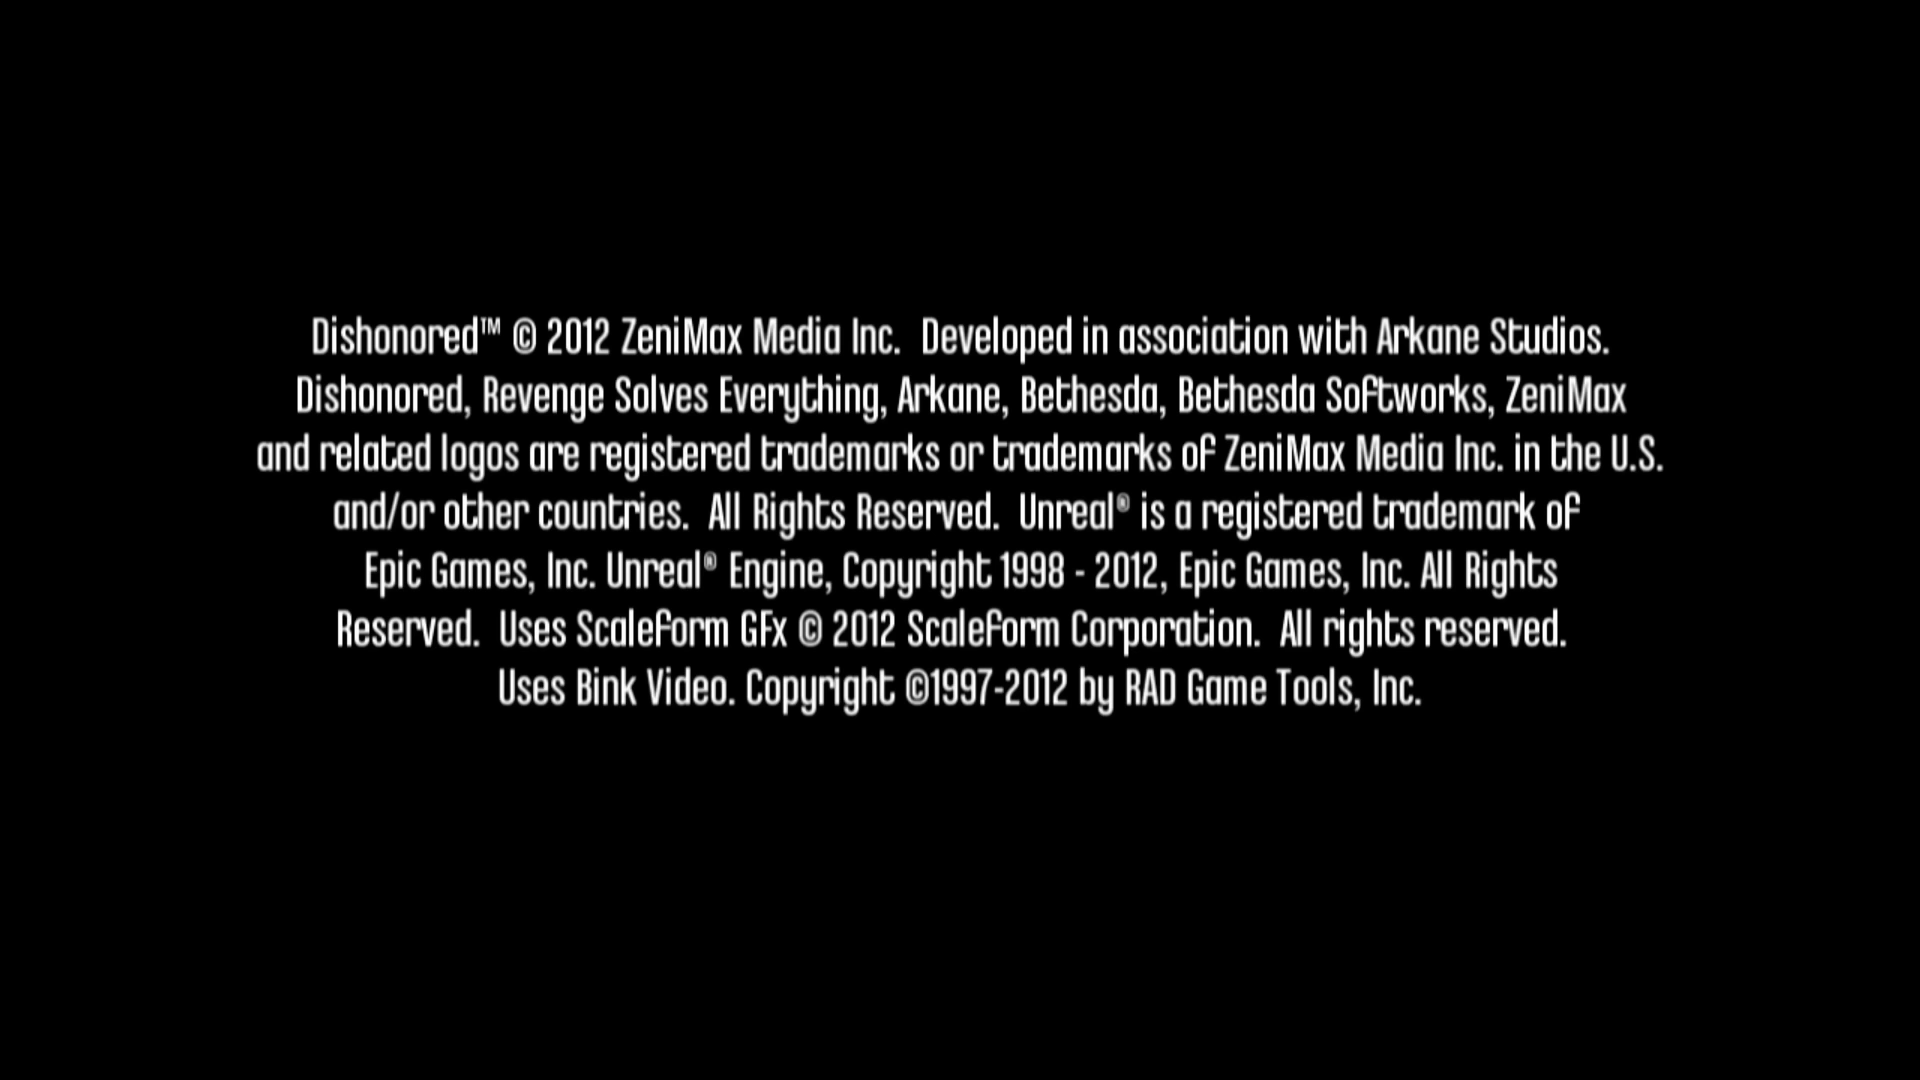 Dishonored™ © 2012 ZeniMax Media Inc.  Developed in association with Arkane Studios.
Dishonored, Revenge Solves Everything, Arkane, Bethesda, Bethesda Softworks, ZeniMax
and related logos are registered trademarks or trademarks of ZeniMax Media Inc. in the U.S.
and/or other countries.  All Rights Reserved.  Unreal® is a registered trademark of
Epic Games, Inc. Unreal® Engine, Copyright 1998 - 2012, Epic Games, Inc. All Rights
Reserved.  Uses Scaleform GFx © 2012 Scaleform Corporation.  All rights reserved.
Uses Bink Video. Copyright ©1997-2012 by RAD Game Tools, Inc.